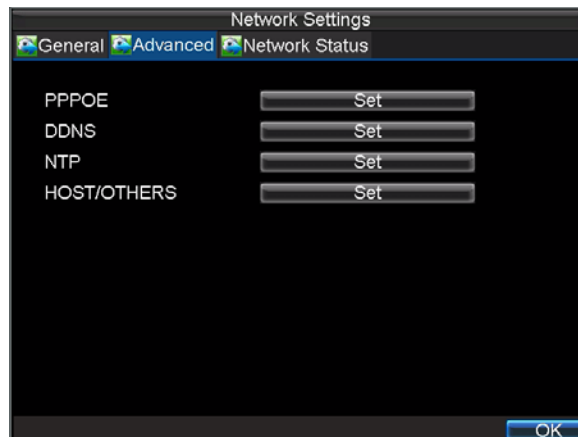 Network Settings
General Advanced Network Status
PPPOE Set
DDNS Set
NTP Set
HOST/OTHERS Set
OK